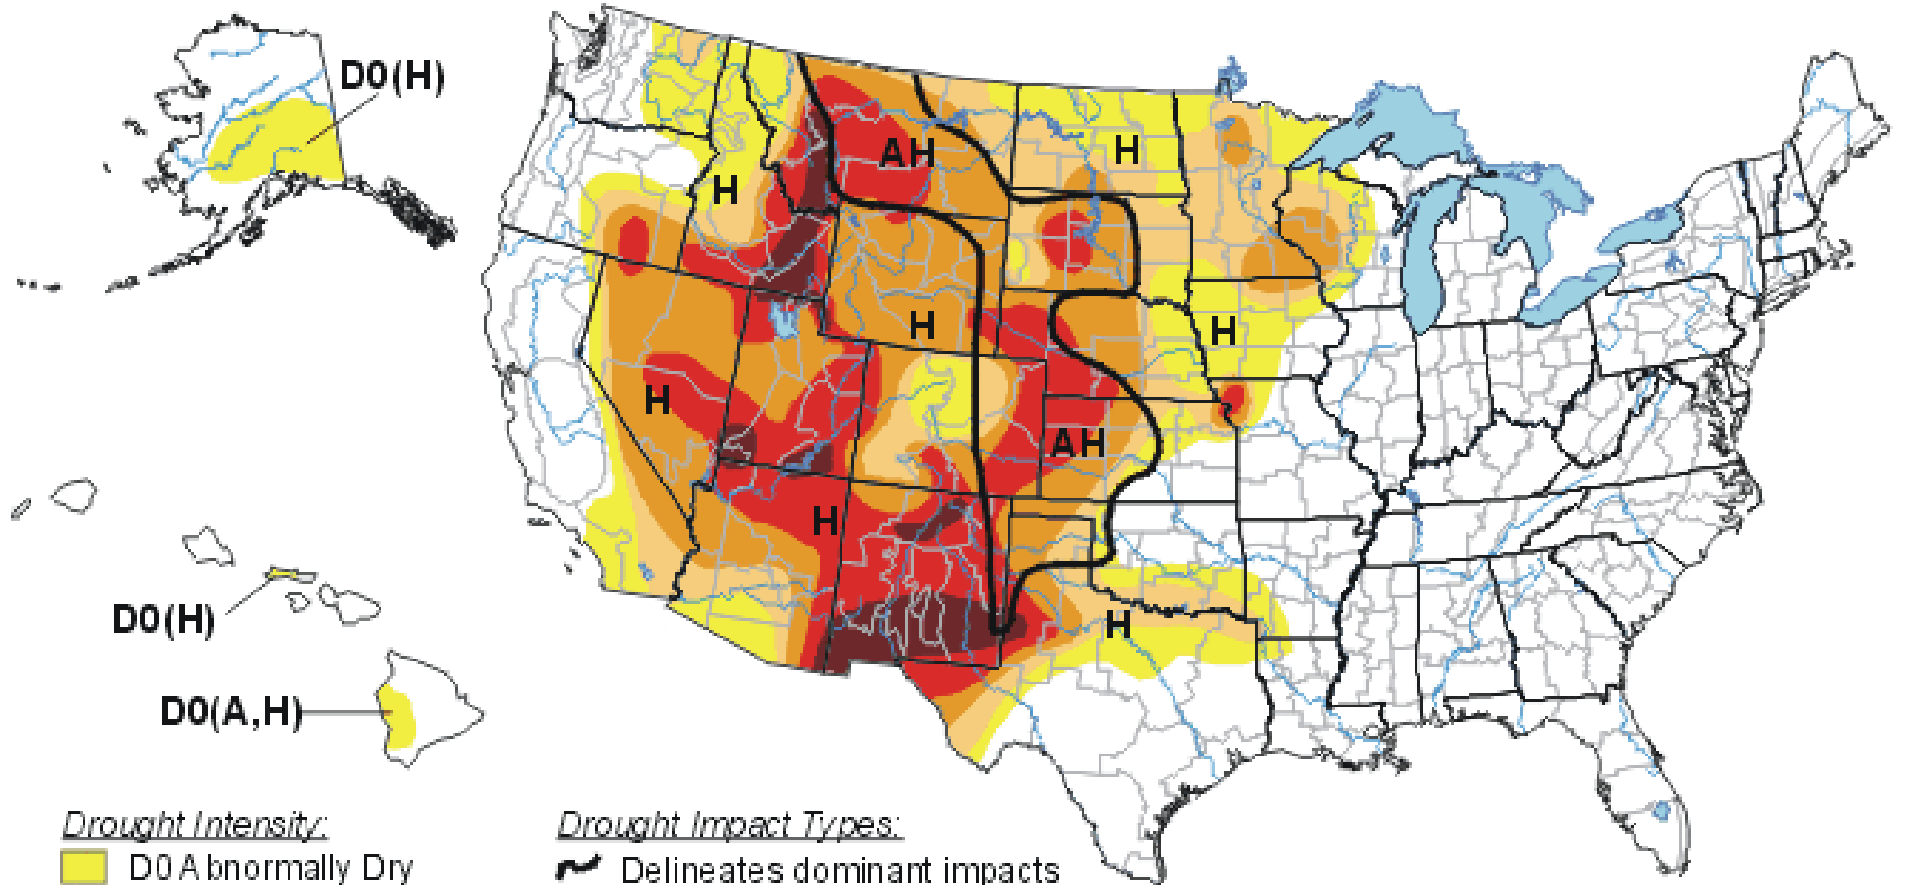 D0(H)
AH
H
H
H
H
H
AH
H
D0(H)
H
D0(A,H)
Drought Intensity:
D0 Abnormally Dry
Drought Impact Types:
Delineates dominant impacts